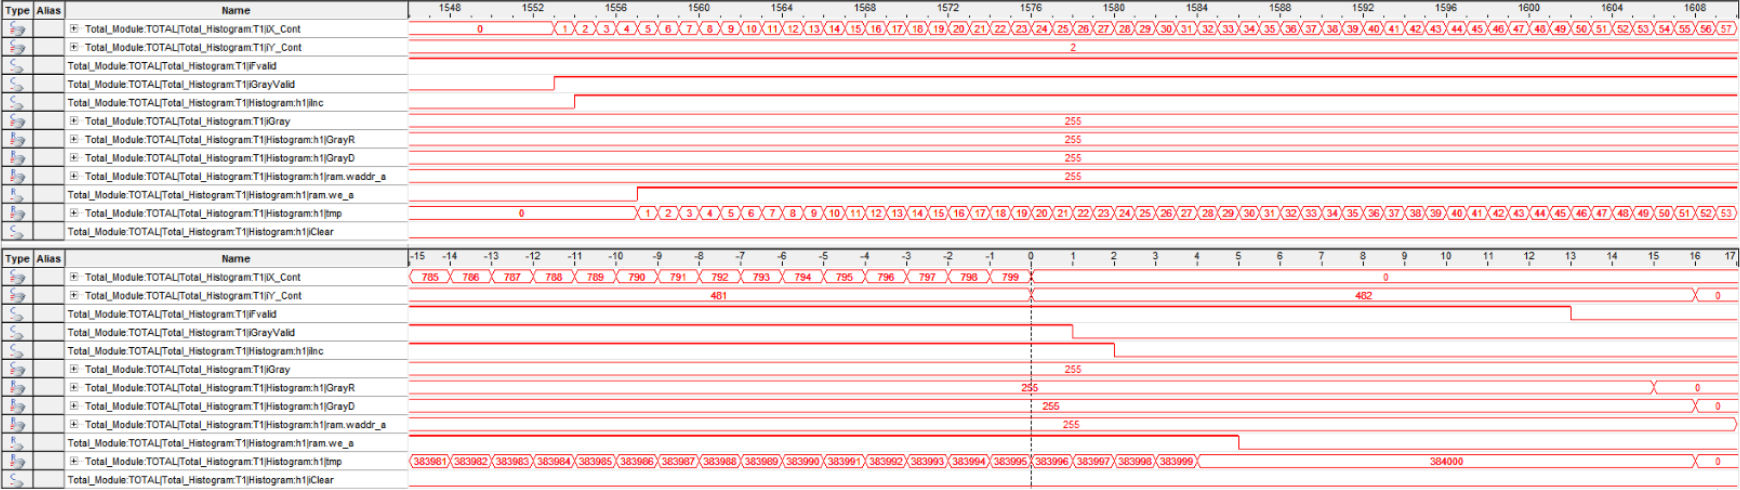 Type Alias Name 1548 1552 1556 1560 1564 1568 1572 1576 1580 1584 1588 1592 1596 1600 1604 1608
Total_Module:TOTAL|Total_Histogram:T1|iX_Cont 0 1 2 3 4 5 6 7 8 9 10 11 12 13 14 15 16 17 18 19 20 21 22 23 24 25 26 27 28 29 30 31 32 33 34 35 36 37 38 39 40 41 42 43 44 45 46 47 48 49 50 51 52 53 54 55 56 57
Total_Module:TOTAL|Total_Histogram:T1|iY_Cont 2
Total_Module:TOTAL|Total_Histogram:T1|iFvalid
Total_Module:TOTAL|Total_Histogram:T1|iGrayValid
Total_Module:TOTAL|Total_Histogram:T1|Histogram:h1|iInc
Total_Module:TOTAL|Total_Histogram:T1|iGray 255
Total_Module:TOTAL|Total_Histogram:T1|Histogram:h1|GrayR 255
Total_Module:TOTAL|Total_Histogram:T1|Histogram:h1|GrayD 255
Total_Module:TOTAL|Total_Histogram:T1|Histogram:h1|ram.waddr_a 255
Total_Module:TOTAL|Total_Histogram:T1|Histogram:h1|ram.we_a
Total_Module:TOTAL|Total_Histogram:T1|Histogram:h1|tmp 0 1 2 3 4 5 6 7 8 9 10 11 12 13 14 15 16 17 18 19 20 21 22 23 24 25 26 27 28 29 30 31 32 33 34 35 36 37 38 39 40 41 42 43 44 45 46 47 48 49 50 51 52 53
Total_Module:TOTAL|Total_Histogram:T1|Histogram:h1|iClear
Type Alias Name -15 -14 -13 -12 -11 -10 -9 -8 -7 -6 -5 -4 -3 -2 -1 0 1 2 3 4 5 6 7 8 9 10 11 12 13 14 15 16 17
Total_Module:TOTAL|Total_Histogram:T1|iX_Cont 785 786 787 788 789 790 791 792 793 794 795 796 797 798 799 0
Total_Module:TOTAL|Total_Histogram:T1|iY_Cont 481 482 0
Total_Module:TOTAL|Total_Histogram:T1|iFvalid
Total_Module:TOTAL|Total_Histogram:T1|iGrayValid
Total_Module:TOTAL|Total_Histogram:T1|Histogram:h1|iInc
Total_Module:TOTAL|Total_Histogram:T1|iGray 255
Total_Module:TOTAL|Total_Histogram:T1|Histogram:h1|GrayR 255 0
Total_Module:TOTAL|Total_Histogram:T1|Histogram:h1|GrayD 255 0
Total_Module:TOTAL|Total_Histogram:T1|Histogram:h1|ram.waddr_a 255
Total_Module:TOTAL|Total_Histogram:T1|Histogram:h1|ram.we_a
Total_Module:TOTAL|Total_Histogram:T1|Histogram:h1|tmp 383981 383982 383983 383984 383985 383986 383987 383988 383989 383990 383991 383992 383993 383994 383995 383996 383997 383998 383999 384000 0
Total_Module:TOTAL|Total_Histogram:T1|Histogram:h1|iClear